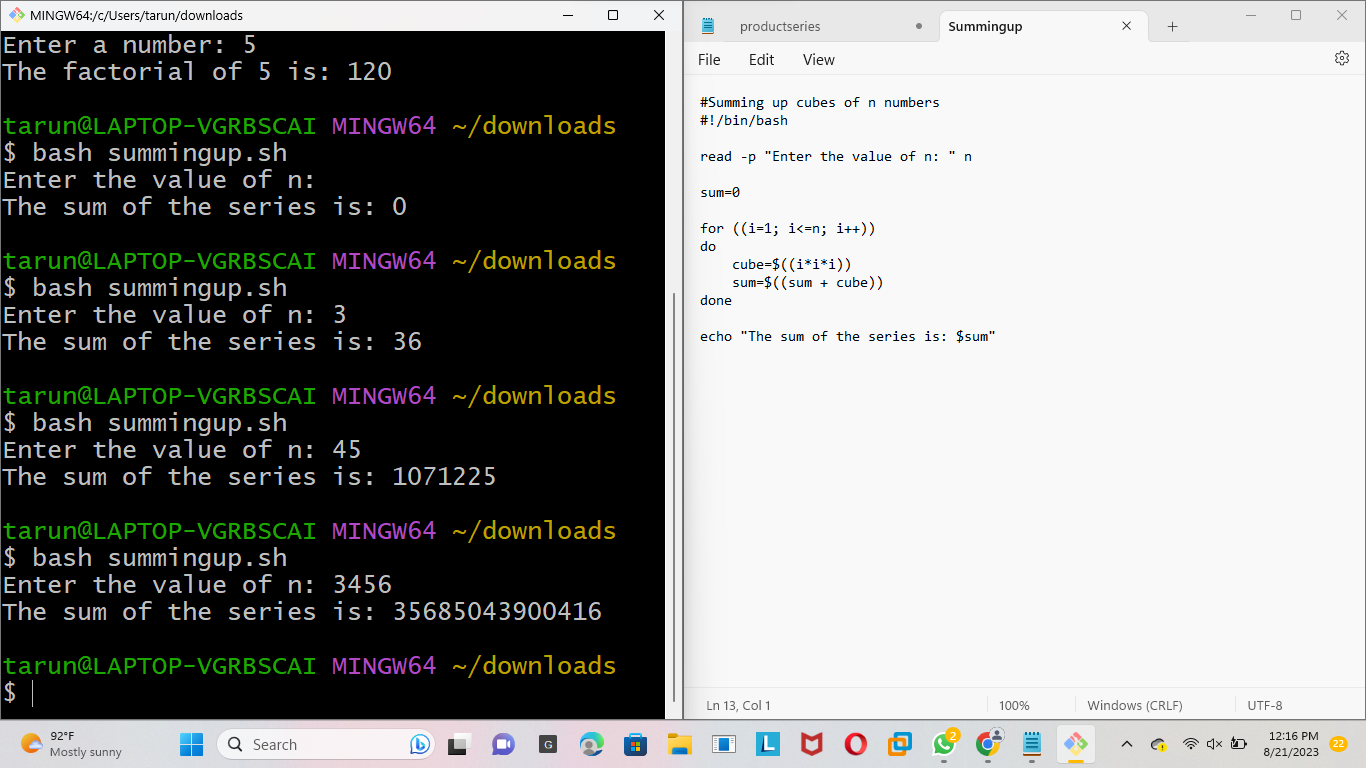 MINGW64:/c/Users/tarun/downloads
Enter a number: 5
The factorial of 5 is: 120
tarun@LAPTOP-VGRBSCAI MINGW64 ~/downloads
$ bash summingup.sh
Enter the value of n:
The sum of the series is: 0
tarun@LAPTOP-VGRBSCAI MINGW64 ~/downloads
$ bash summingup.sh
Enter the value of n: 3
The sum of the series is: 36
tarun@LAPTOP-VGRBSCAI MINGW64 ~/downloads
$ bash summingup.sh
Enter the value of n: 45
The sum of the series is: 1071225
tarun@LAPTOP-VGRBSCAI MINGW64 ~/downloads
$ bash summingup.sh
Enter the value of n: 3456
The sum of the series is: 35685043900416
tarun@LAPTOP-VGRBSCAI MINGW64 ~/downloads
$
productseries
Summingup
File Edit View
#Summing up cubes of n numbers
#!/bin/bash
read -p "Enter the value of n: " n
sum=0
for ((i=1; i<=n; i++))
do
    cube=$((i*i*i))
    sum=$((sum + cube))
done
echo "The sum of the series is: $sum"
Ln 13, Col 1 100% Windows (CRLF) UTF-8
92°F
Mostly sunny
Search
G
L
2
12:16 PM
8/21/2023
22